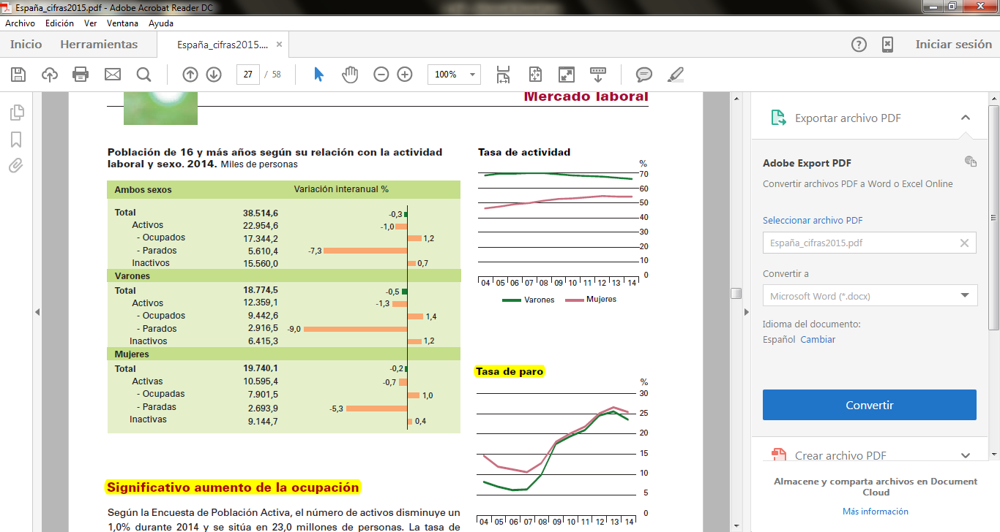 España_cifras2015.pdf - Adobe Acrobat Reader DC
Archivo Edición Ver Ventana Ayuda
Inicio Herramientas España_cifras2015.... × Iniciar sesión
27 / 58 100%
Mercado laboral
Población de 16 y más años según su relación con la actividad
laboral y sexo. 2014. Miles de personas
Ambos sexos Variación interanual %
Total 38.514,6 -0,3
Activos 22.954,6 -1,0
- Ocupados 17.344,2 1,2
- Parados 5.610,4 -7,3
Inactivos 15.560,0 0,7
Varones
Total 18.774,5 -0,5
Activos 12.359,1 -1,3
- Ocupados 9.442,6 1,4
- Parados 2.916,5 -9,0
Inactivos 6.415,3 1,2
Mujeres
Total 19.740,1 -0,2
Activas 10.595,4 -0,7
- Ocupadas 7.901,5 1,0
- Paradas 2.693,9 -5,3
Inactivas 9.144,7 0,4
Significativo aumento de la ocupación
Según la Encuesta de Población Activa, el número de activos disminuye un
1,0% durante 2014 y se sitúa en 23,0 millones de personas. La tasa de
Tasa de actividad
%
70
60
50
40
30
20
10
0
04 05 06 07 08 09 10 11 12 13 14
Varones Mujeres
Tasa de paro
%
30
25
20
15
10
5
0
04 05 06 07 08 09 10 11 12 13 14
Exportar archivo PDF
Adobe Export PDF
Convertir archivos PDF a Word o Excel Online
Seleccionar archivo PDF
España_cifras2015.pdf
Convertir a
Microsoft Word (*.docx)
Idioma del documento:
Español Cambiar
Convertir
Crear archivo PDF
Almacene y comparta archivos en Document
Cloud
Más información